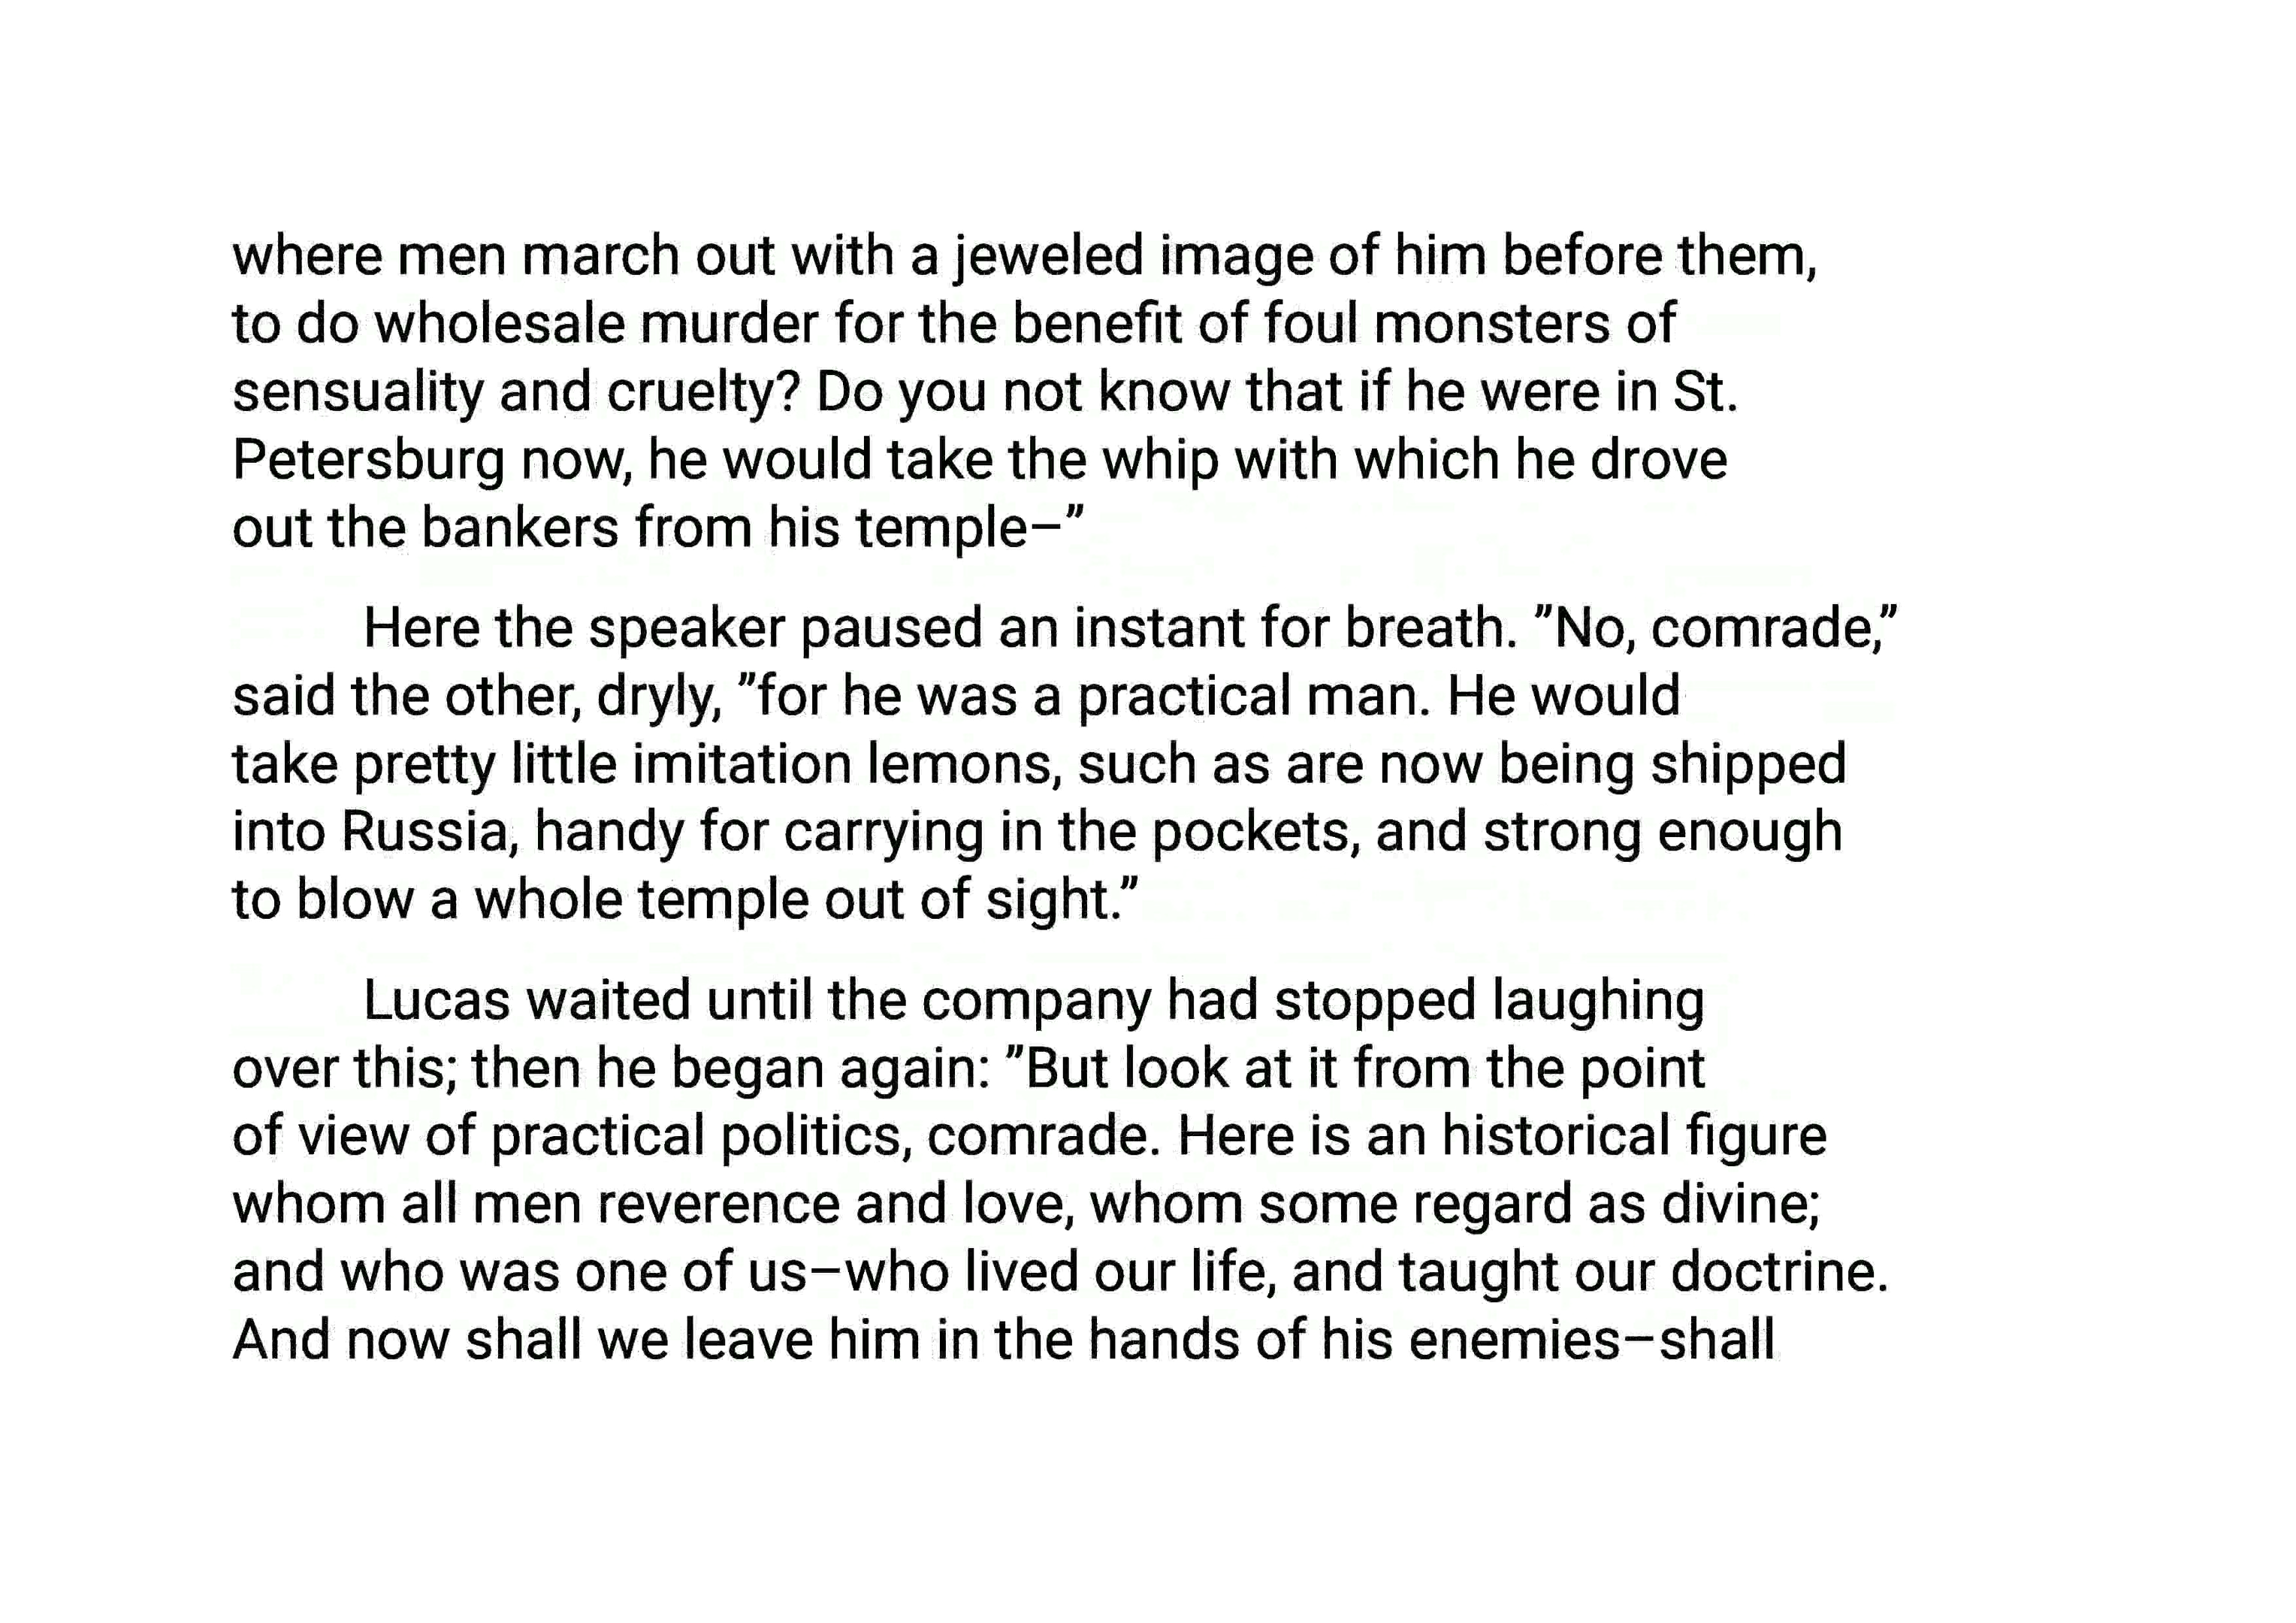 where men march out with a jeweled image of him before them,
to do wholesale murder for the benefit of foul monsters of
sensuality and cruelty? Do you not know that if he were in St.
Petersburg now, he would take the whip with which he drove
out the bankers from his temple–”
Here the speaker paused an instant for breath. ”No, comrade,”
said the other, dryly, ”for he was a practical man. He would
take pretty little imitation lemons, such as are now being shipped
into Russia, handy for carrying in the pockets, and strong enough
to blow a whole temple out of sight.”
Lucas waited until the company had stopped laughing
over this; then he began again: ”But look at it from the point
of view of practical politics, comrade. Here is an historical figure
whom all men reverence and love, whom some regard as divine;
and who was one of us–who lived our life, and taught our doctrine.
And now shall we leave him in the hands of his enemies–shall